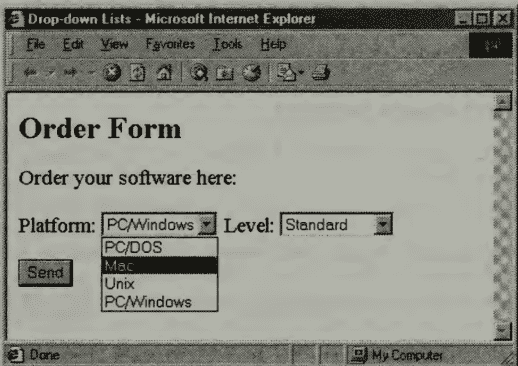 Drop-down Lists - Microsoft Internet Explorer
File Edit View Favorites Tools Help
Order Form
Order your software here:
Platform: PC/Windows Level: Standard
PC/DOS
Mac
Send
Unix
PC/Windows
Done My Computer